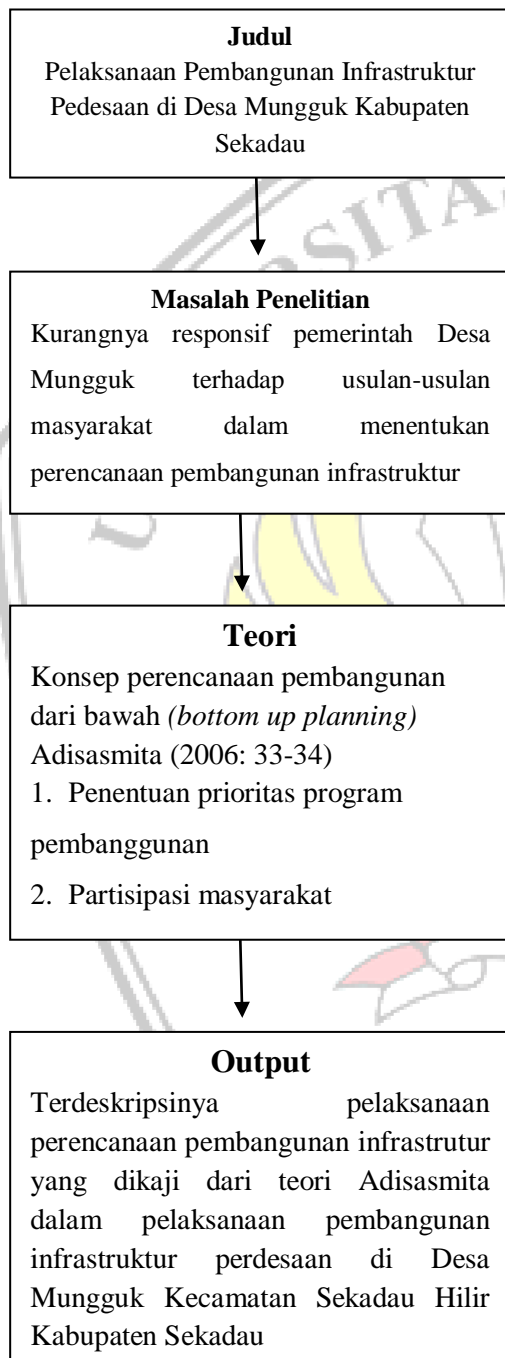 Judul
Pelaksanaan Pembangunan Infrastruktur
Pedesaan di Desa Mungguk Kabupaten
Sekadau
Masalah Penelitian
Kurangnya responsif pemerintah Desa
Mungguk terhadap usulan-usulan
masyarakat dalam menentukan
perencanaan pembangunan infrastruktur
Teori
Konsep perencanaan pembangunan
dari bawah (bottom up planning)
Adisasmita (2006: 33-34)
1. Penentuan prioritas program
pembanggunan
2. Partisipasi masyarakat
Output
Terdeskripsinya pelaksanaan
perencanaan pembangunan infrastrutur
yang dikaji dari teori Adisasmita
dalam pelaksanaan pembangunan
infrastruktur perdesaan di Desa
Mungguk Kecamatan Sekadau Hilir
Kabupaten Sekadau